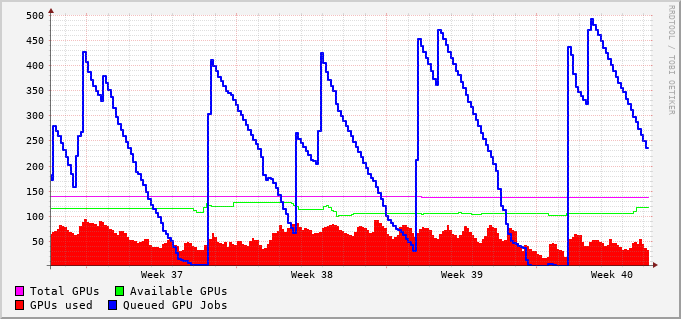 500
450
400
350
300
250
200
150
100
50
Week 37 Week 38 Week 39 Week 40
Total GPUs Available GPUs
GPUs used Queued GPU Jobs
RRDTOOL / TOBI OETIKER